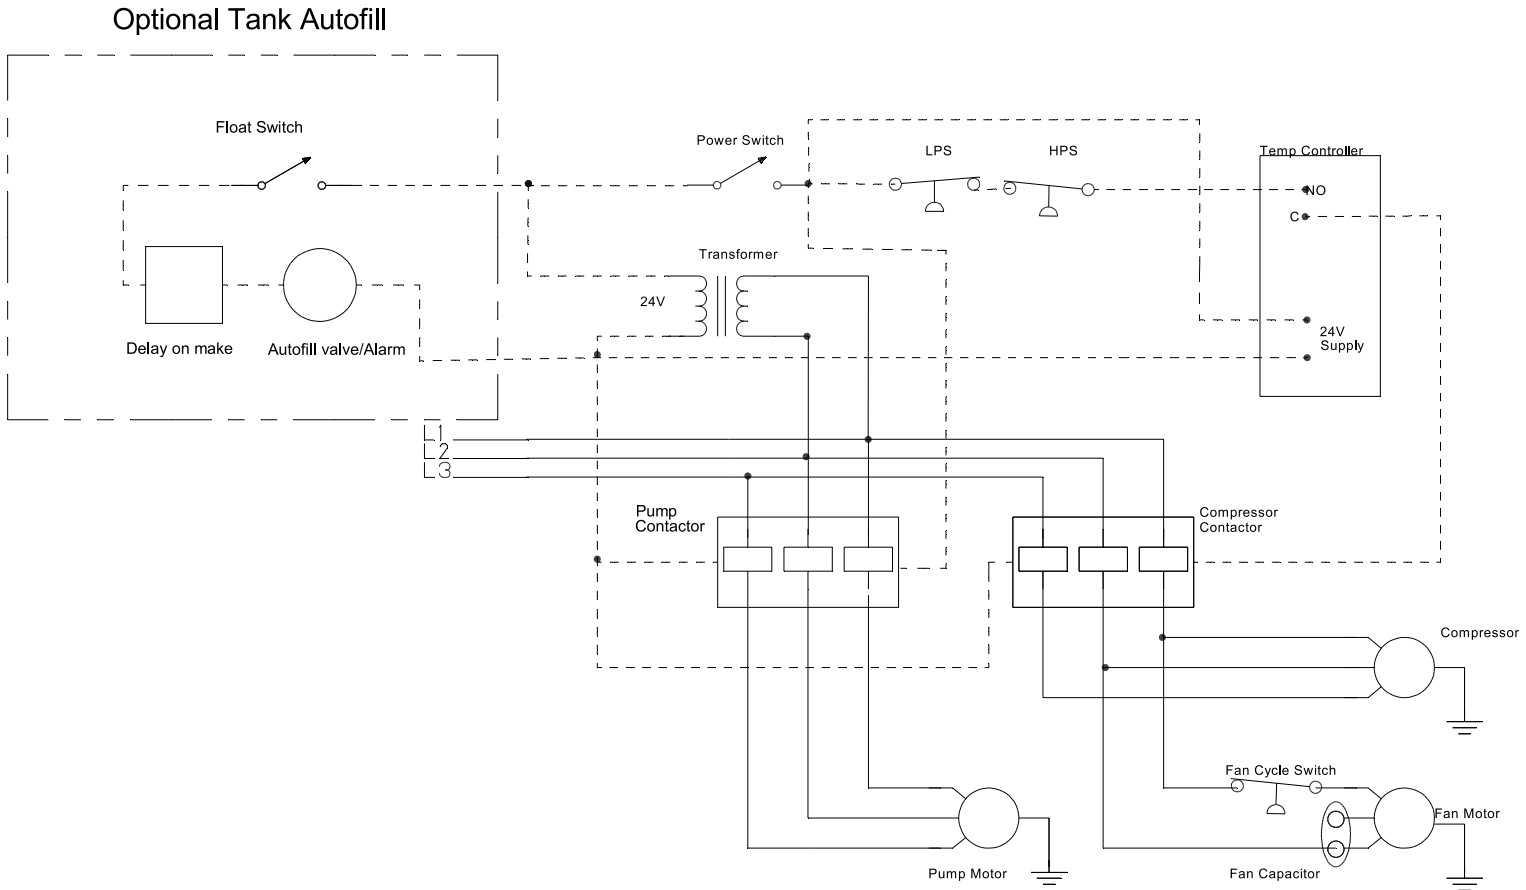 Optional Tank Autofill
Float Switch
Power Switch
LPS
HPS
Temp Controller
NO
C
Transformer
24V
24V
Supply
Delay on make
Autofill valve/Alarm
L1
L2
L3
Pump
Contactor
Compressor
Contactor
Compressor
Fan Cycle Switch
Fan Motor
Pump Motor
Fan Capacitor